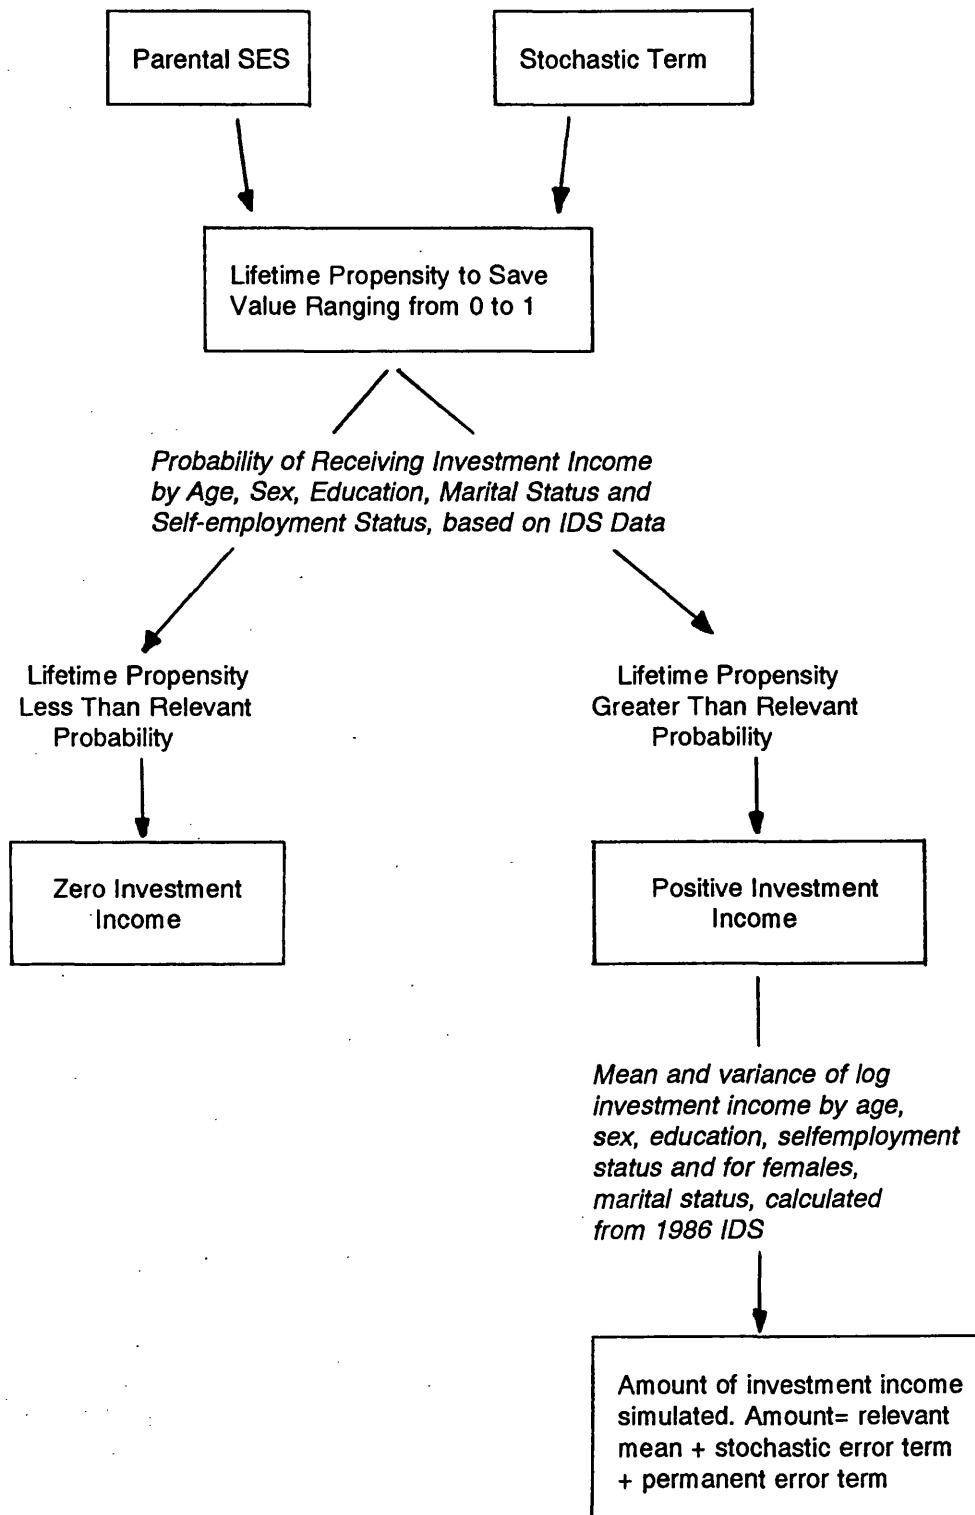 Parental SES
Stochastic Term
Lifetime Propensity to Save
Value Ranging from 0 to 1
Probability of Receiving Investment Income
by Age, Sex, Education, Marital Status and
Self-employment Status, based on IDS Data
Lifetime Propensity
Less Than Relevant
Probability
Lifetime Propensity
Greater Than Relevant
Probability
Zero Investment
Income
Positive Investment
Income
Mean and variance of log
investment income by age,
sex, education, selfemployment
status and for females,
marital status, calculated
from 1986 IDS
Amount of investment income
simulated. Amount= relevant
mean + stochastic error term
+ permanent error term